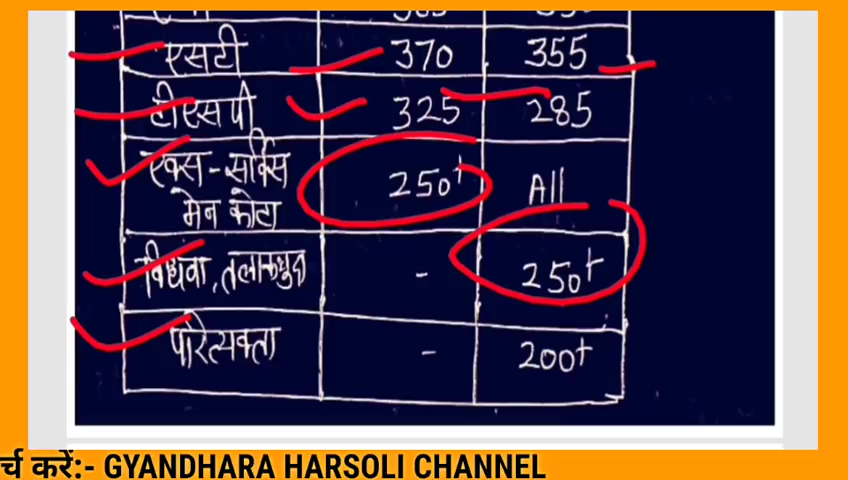 एसटी 370 355
टीएसपी 325 285
एक्स-सर्विस 250+ All
मेन कोटा
विधवा, तलाकशुदा - 250+
परित्यक्ता - 200+
र्च करें:- GYANDHARA HARSOLI CHANNEL